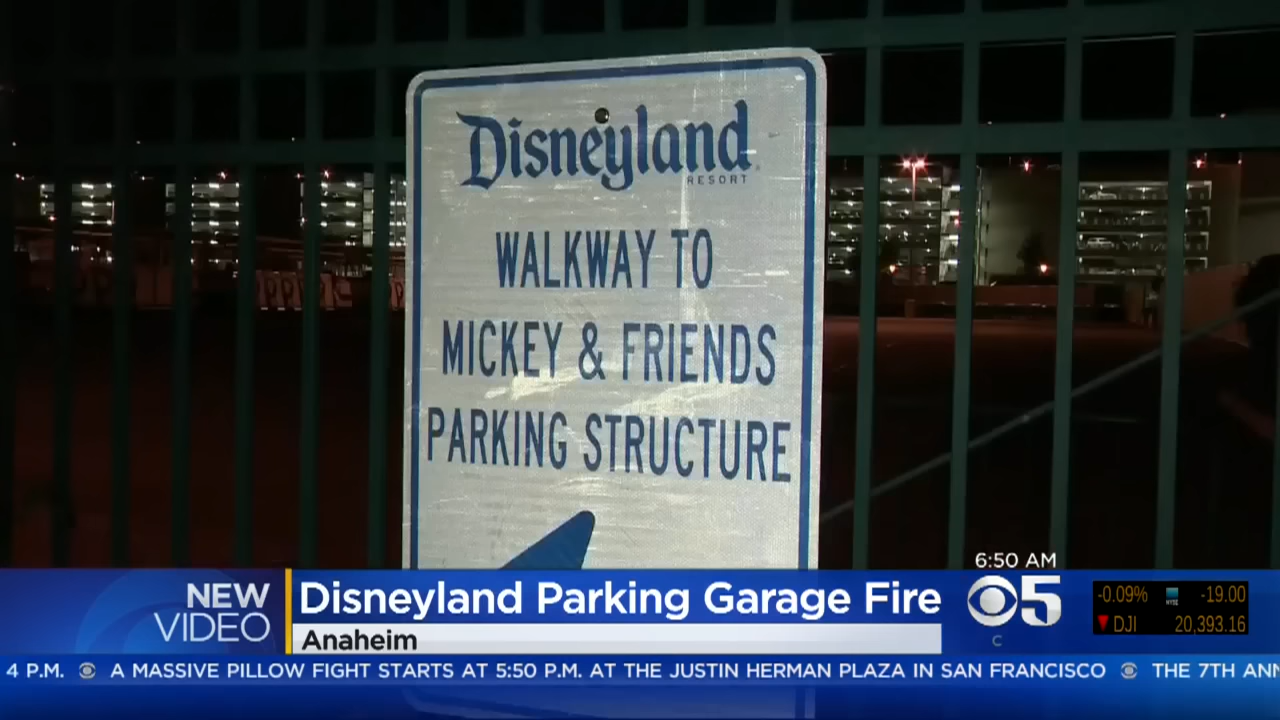 Disneyland
RESORT
WALKWAY TO
MICKEY & FRIENDS
PARKING STRUCTURE
6:50 AM
NEW
VIDEO
Disneyland Parking Garage Fire
Anaheim
5
C
-0.09% NYSE -19.00
DJI 20,393.16
4 P.M. A MASSIVE PILLOW FIGHT STARTS AT 5:50 P.M. AT THE JUSTIN HERMAN PLAZA IN SAN FRANCISCO THE 7TH ANN